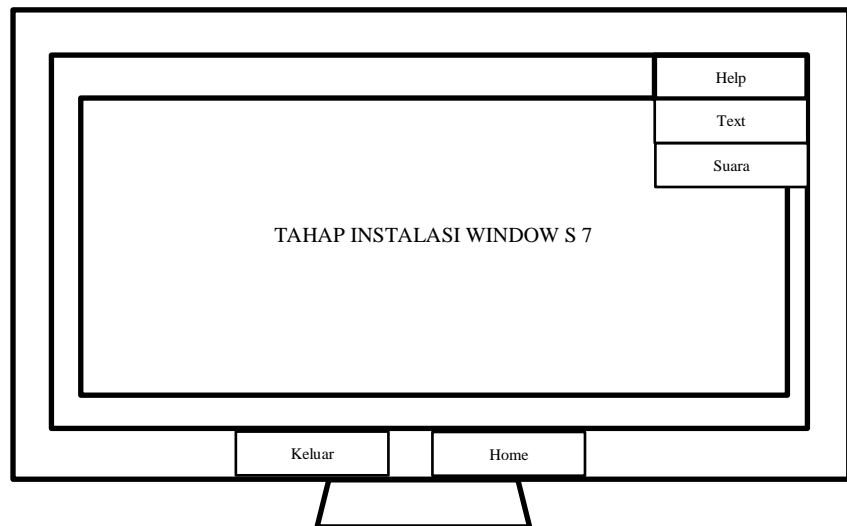 Help
Text
Suara
TAHAP INSTALASI WINDOW S 7
Keluar
Home